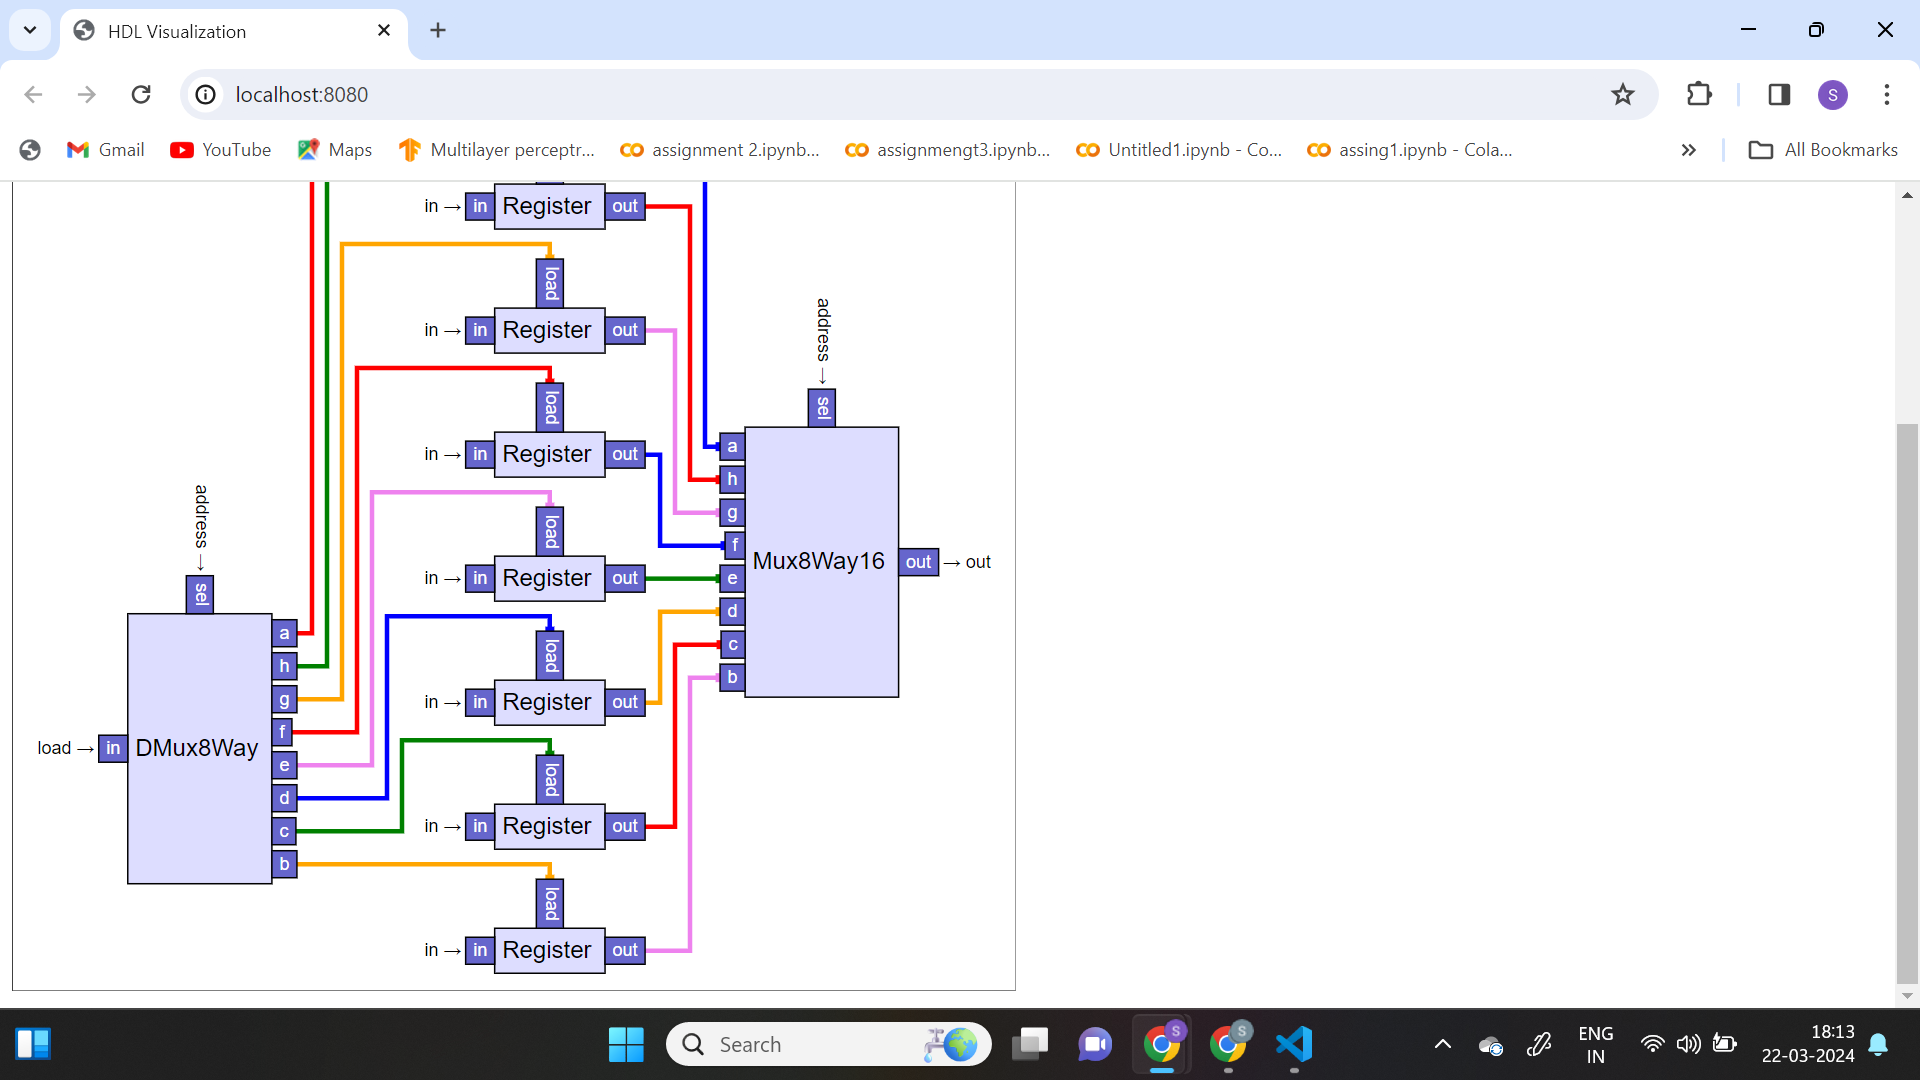 HDL Visualization
localhost:8080
S
Gmail
YouTube
Maps
Multilayer perceptr...
assignment 2.ipynb...
assignmengt3.ipynb...
Untitled1.ipynb - Co...
assing1.ipynb - Cola...
»
All Bookmarks
in → in Register out
load
in → in Register out
load
in → in Register out
load
in → in Register out
load
in → in Register out
load
in → in Register out
load
in → in Register out
address →
sel
load → in DMux8Way
a
h
g
f
e
d
c
b
address →
sel
a
h
g
f
e
d
c
b
Mux8Way16 out → out
Search
S
S
ENG
IN
18:13
22-03-2024